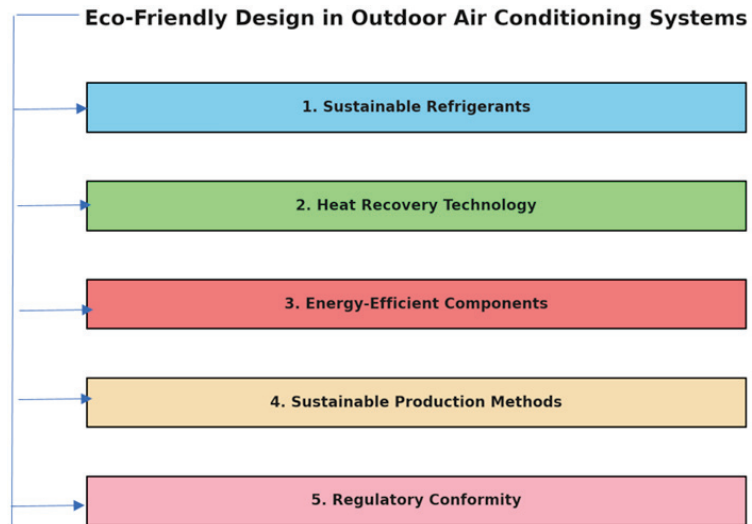 Eco-Friendly Design in Outdoor Air Conditioning Systems
1. Sustainable Refrigerants
2. Heat Recovery Technology
3. Energy-Efficient Components
4. Sustainable Production Methods
5. Regulatory Conformity